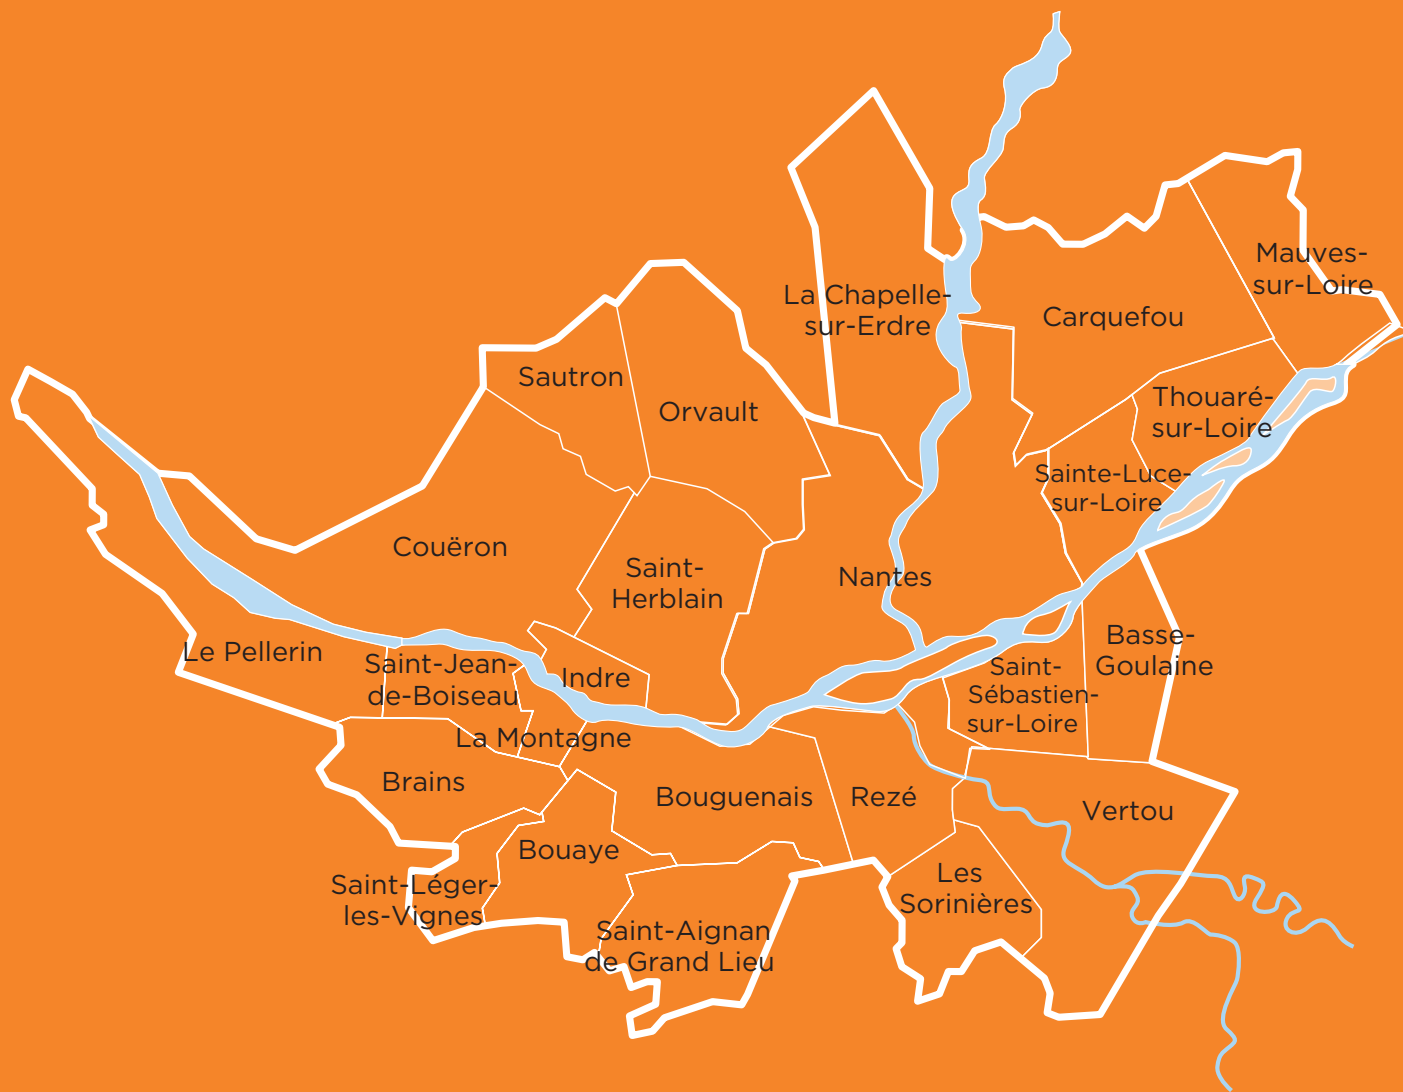 Mauves-
sur-Loire
La Chapelle-
sur-Erdre
Carquefou
Sautron
Orvault
Thouaré-
sur-Loire
Sainte-Luce-
sur-Loire
Couëron
Saint-
Herblain
Nantes
Basse-
Goulaine
Le Pellerin
Saint-Jean-
de-Boiseau
Indre
Saint-
Sébastien-
sur-Loire
La Montagne
Brains
Bouguenais
Rezé
Vertou
Bouaye
Saint-Léger-
les-Vignes
Les
Sorinières
Saint-Aignan
de Grand Lieu